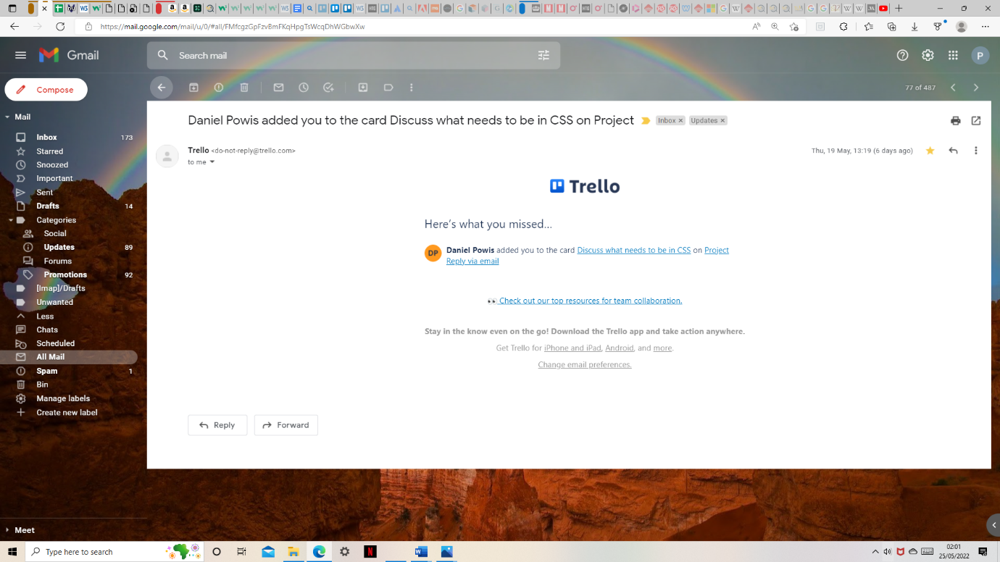 https://mail.google.com/mail/u/0/#all/FMfcgzGpFzvBmFKqHpgTsWcqDhWGbwXw
Gmail
Search mail
P
Compose
77 of 487
Mail
Inbox 173
Starred
Snoozed
Important
Sent
Drafts 14
Categories
Social
Updates 89
Forums
Promotions 92
[Imap]/Drafts
Unwanted
Less
Chats
Scheduled
All Mail
Spam 1
Bin
Manage labels
Create new label
Meet
Daniel Powis added you to the card Discuss what needs to be in CSS on Project Inbox × Updates ×
Trello <do-not-reply@trello.com> Thu, 19 May, 13:19 (6 days ago)
to me
Trello
Here's what you missed...
DP Daniel Powis added you to the card Discuss what needs to be in CSS on Project
Reply via email
👀 Check out our top resources for team collaboration.
Stay in the know even on the go! Download the Trello app and take action anywhere.
Get Trello for iPhone and iPad, Android, and more.
Change email preferences.
Reply Forward
Type here to search
02:01
25/05/2022